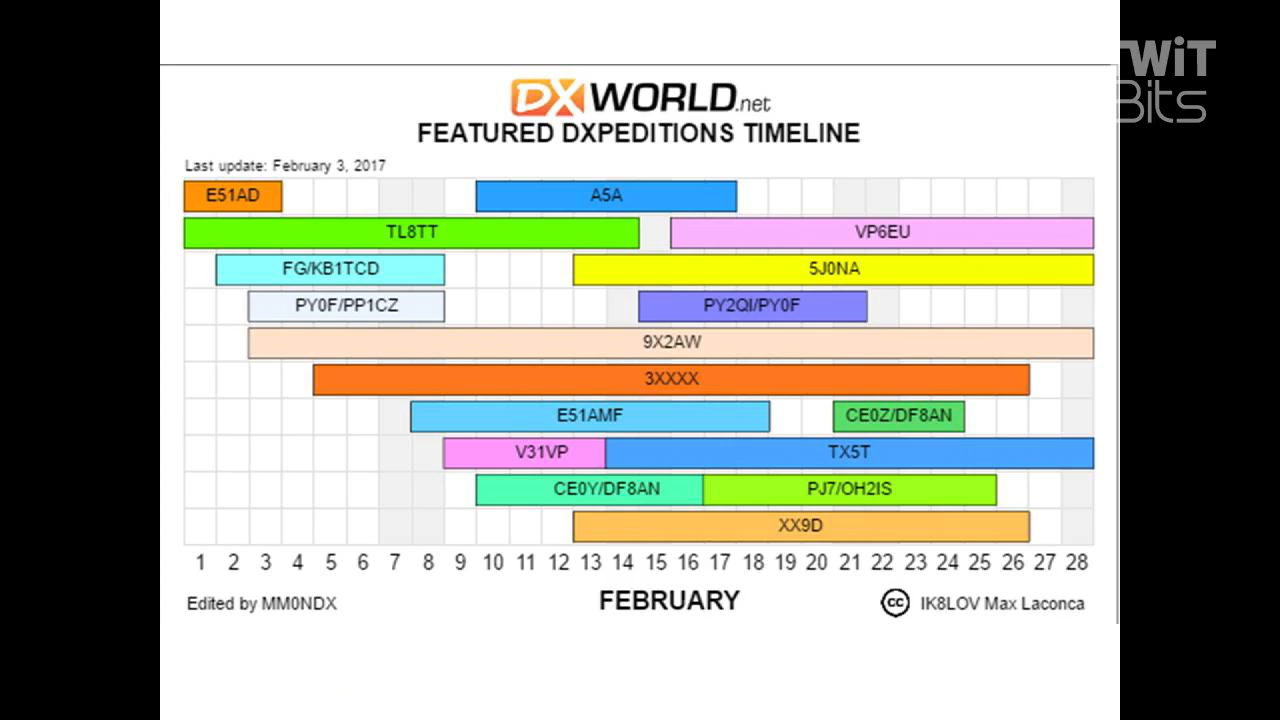 TWiT
Bits
DXWORLD.net
FEATURED DXPEDITIONS TIMELINE
Last update: February 3, 2017
E51AD A5A
TL8TT VP6EU
FG/KB1TCD 5J0NA
PY0F/PP1CZ PY2QI/PY0F
9X2AW
3XXXX
E51AMF CE0Z/DF8AN
V31VP TX5T
CE0Y/DF8AN PJ7/OH2IS
XX9D
1 2 3 4 5 6 7 8 9 10 11 12 13 14 15 16 17 18 19 20 21 22 23 24 25 26 27 28
Edited by MM0NDX FEBRUARY cc IK8LOV Max Laconca